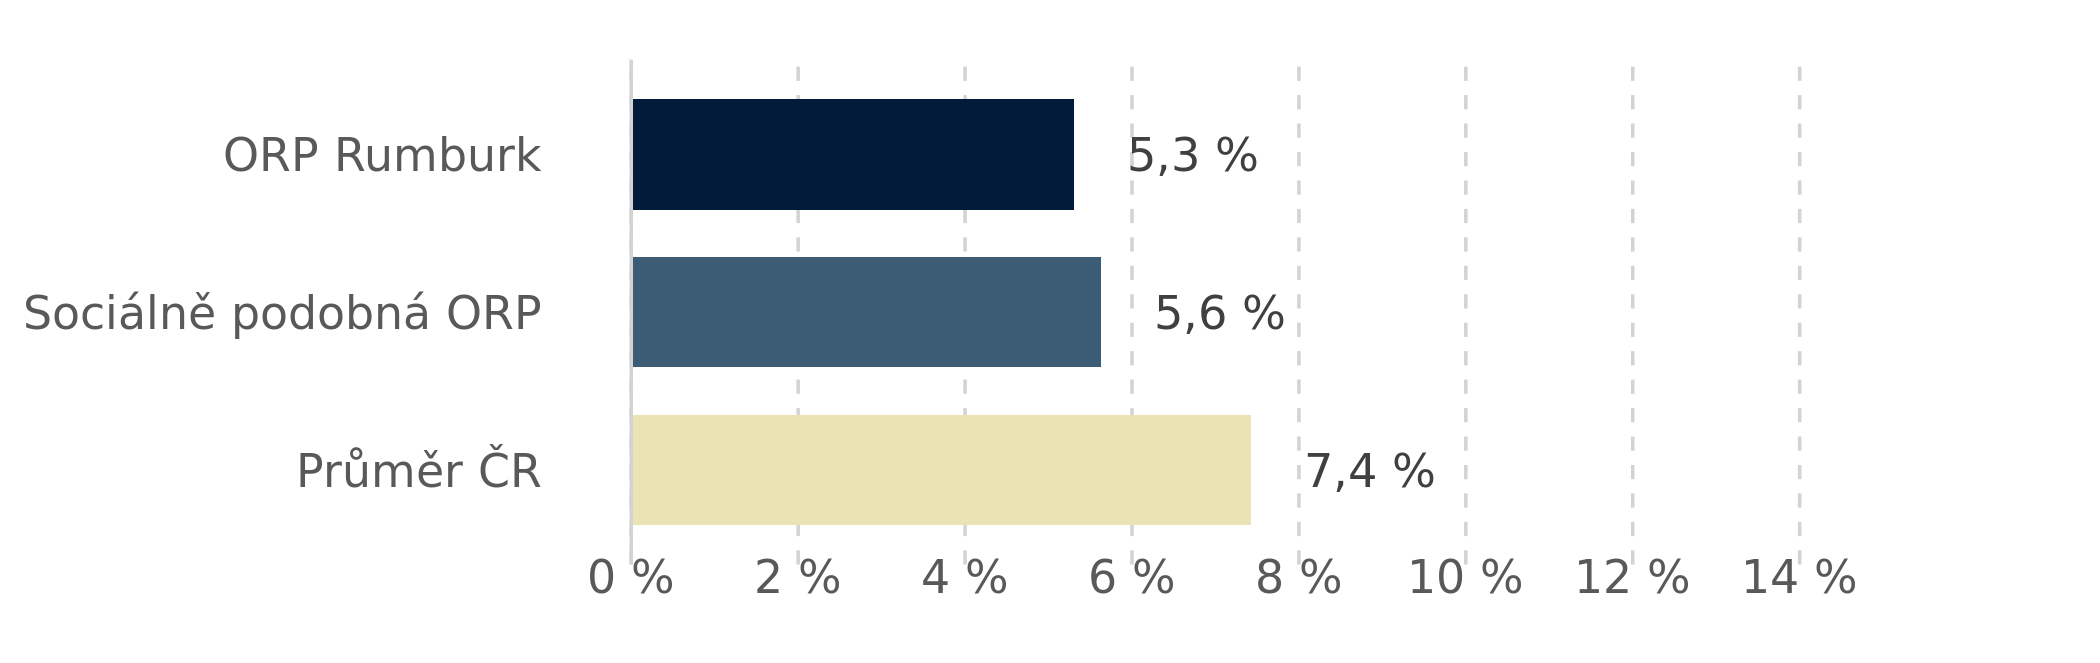 ORP Rumburk 5,3 %
Sociálně podobná ORP 5,6 %
Průměr ČR 7,4 %
0 % 2 % 4 % 6 % 8 % 10 % 12 % 14 %